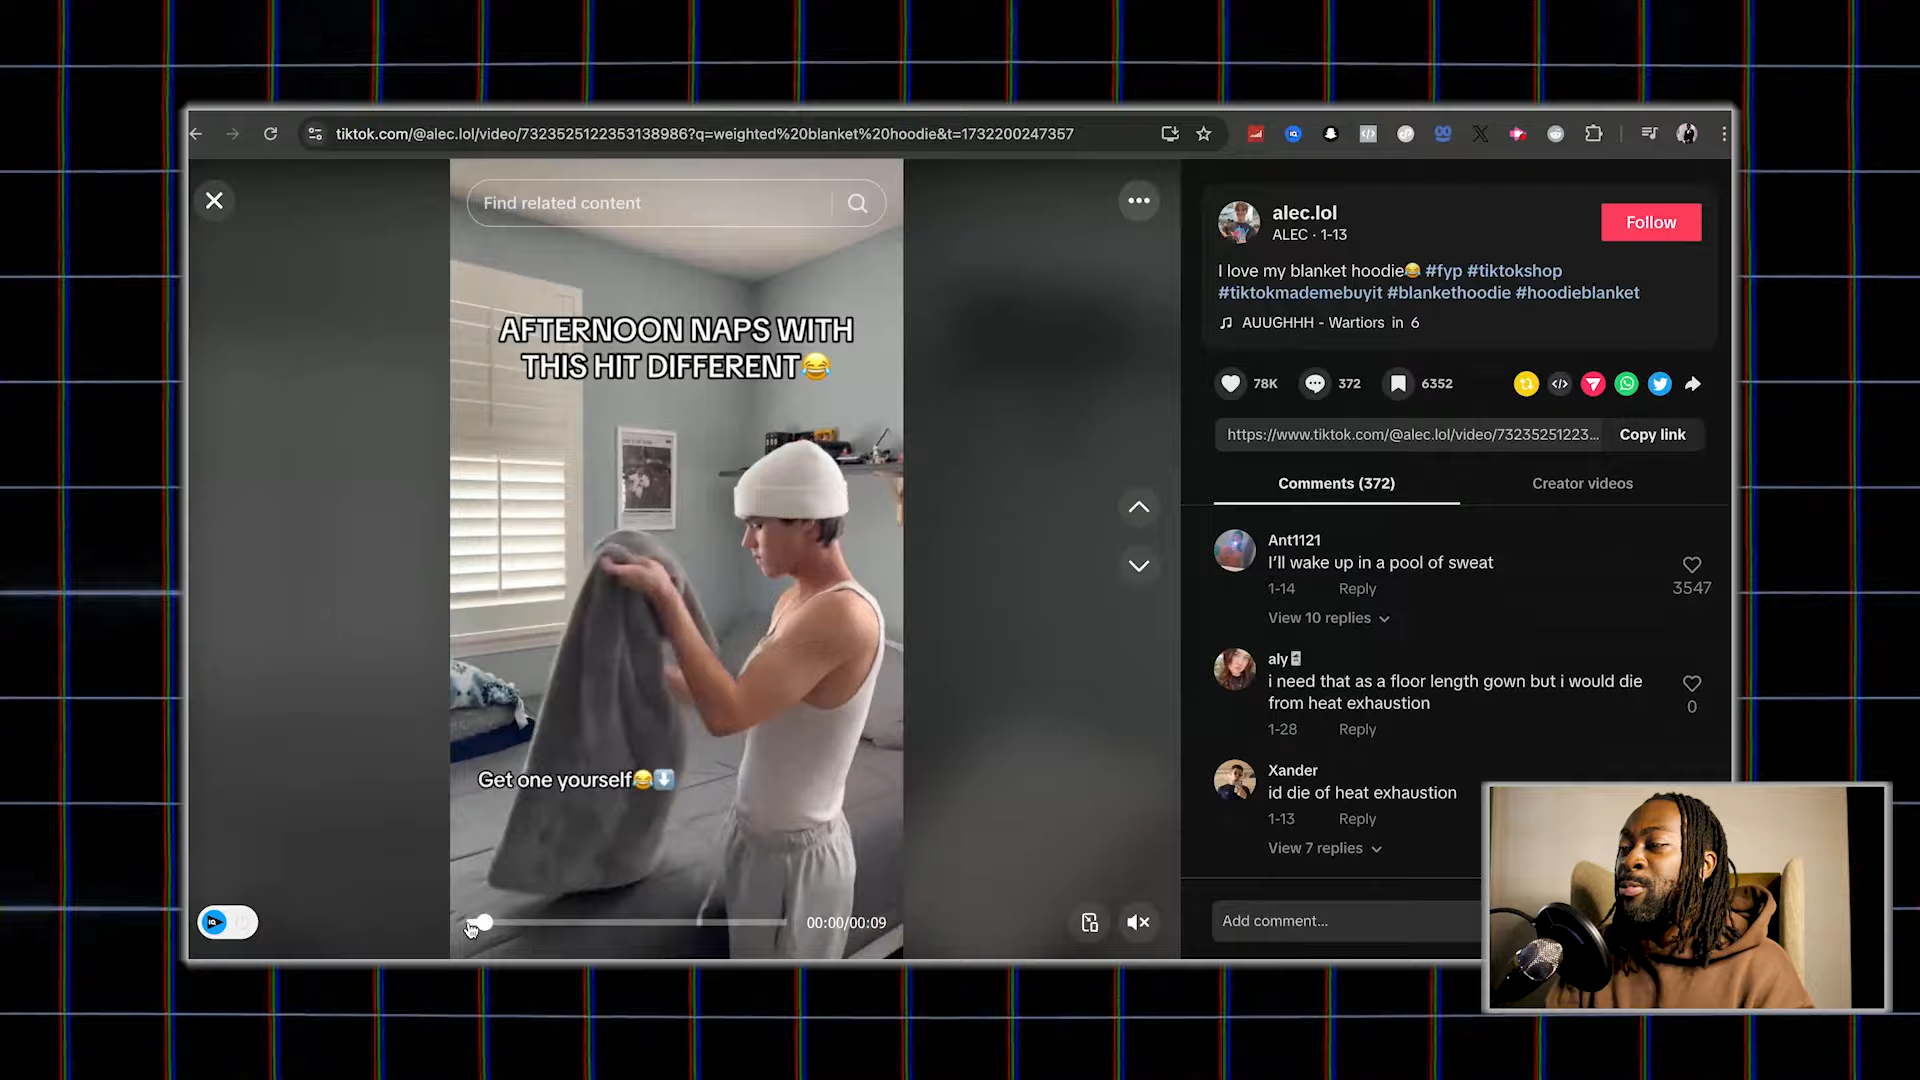 tiktok.com/@alec.lol/video/7323525122353138986?q=weighted%20blanket%20hoodie&t=1732200247357
Find related content
AFTERNOON NAPS WITH
THIS HIT DIFFERENT😂
Get one yourself😂⬇️
00:00/00:09
alec.lol
ALEC · 1-13
Follow
I love my blanket hoodie😂 #fyp #tiktokshop
#tiktokmademebuyit #blankethoodie #hoodieblanket
AUUGHHH - Wartiors in 6
78K
372
6352
https://www.tiktok.com/@alec.lol/video/73235251223...
Copy link
Comments (372)
Creator videos
Ant1121
I'll wake up in a pool of sweat
1-14 Reply
3547
View 10 replies
aly
i need that as a floor length gown but i would die
from heat exhaustion
0
1-28 Reply
Xander
id die of heat exhaustion
1-13 Reply
View 7 replies
Add comment...